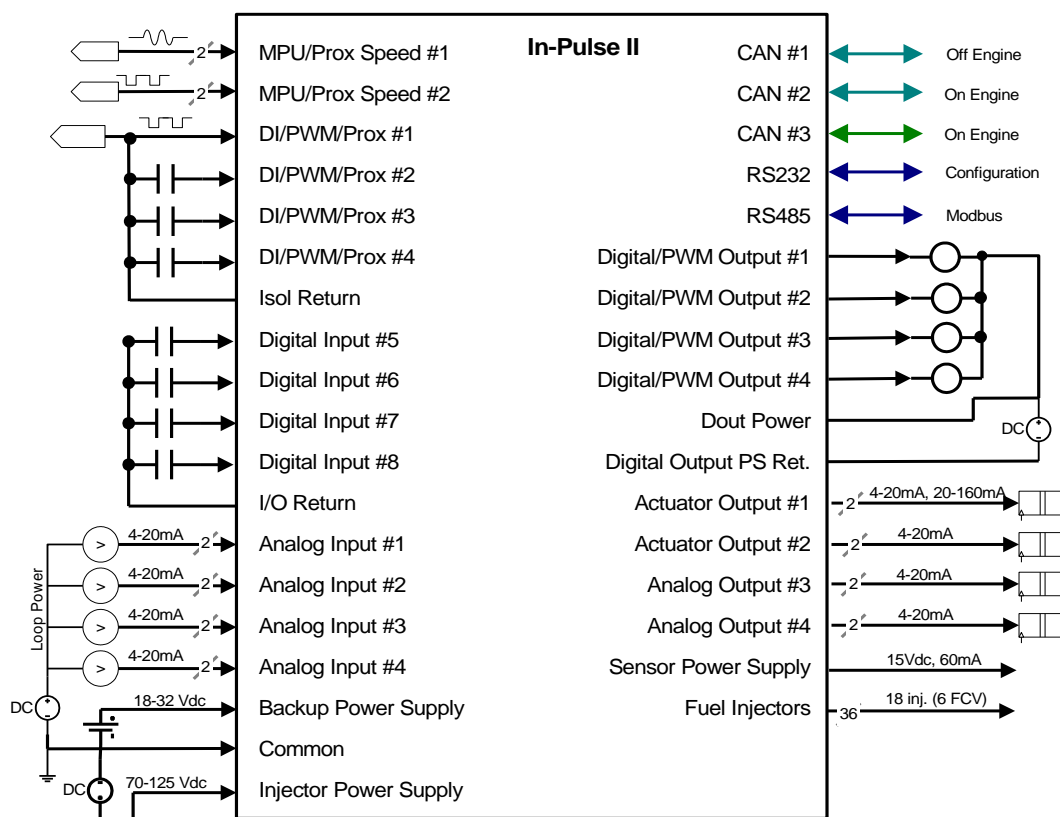 In-Pulse II
2 MPU/Prox Speed #1
2 MPU/Prox Speed #2
DI/PWM/Prox #1
DI/PWM/Prox #2
DI/PWM/Prox #3
DI/PWM/Prox #4
Isol Return
Digital Input #5
Digital Input #6
Digital Input #7
Digital Input #8
I/O Return
Loop Power
> 4-20mA 2 Analog Input #1
> 4-20mA 2 Analog Input #2
> 4-20mA 2 Analog Input #3
> 4-20mA 2 Analog Input #4
DC + -
18-32 Vdc Backup Power Supply
Common
DC + -
70-125 Vdc Injector Power Supply
CAN #1 Off Engine
CAN #2 On Engine
CAN #3 On Engine
RS232 Configuration
RS485 Modbus
Digital/PWM Output #1
Digital/PWM Output #2
Digital/PWM Output #3
Digital/PWM Output #4
Dout Power
DC + -
Digital Output PS Ret.
Actuator Output #1 2 4-20mA, 20-160mA
Actuator Output #2 2 4-20mA
Analog Output #3 2 4-20mA
Analog Output #4 2 4-20mA
Sensor Power Supply 15Vdc, 60mA
Fuel Injectors 36 18 inj. (6 FCV)